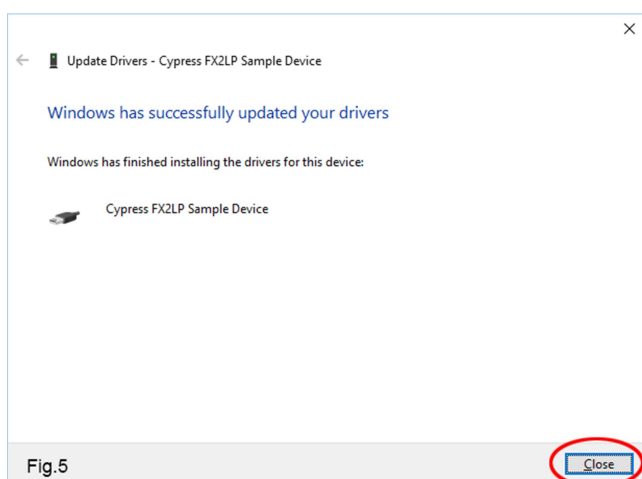 Update Drivers - Cypress FX2LP Sample Device
Windows has successfully updated your drivers
Windows has finished installing the drivers for this device:
Cypress FX2LP Sample Device
Fig.5
Close